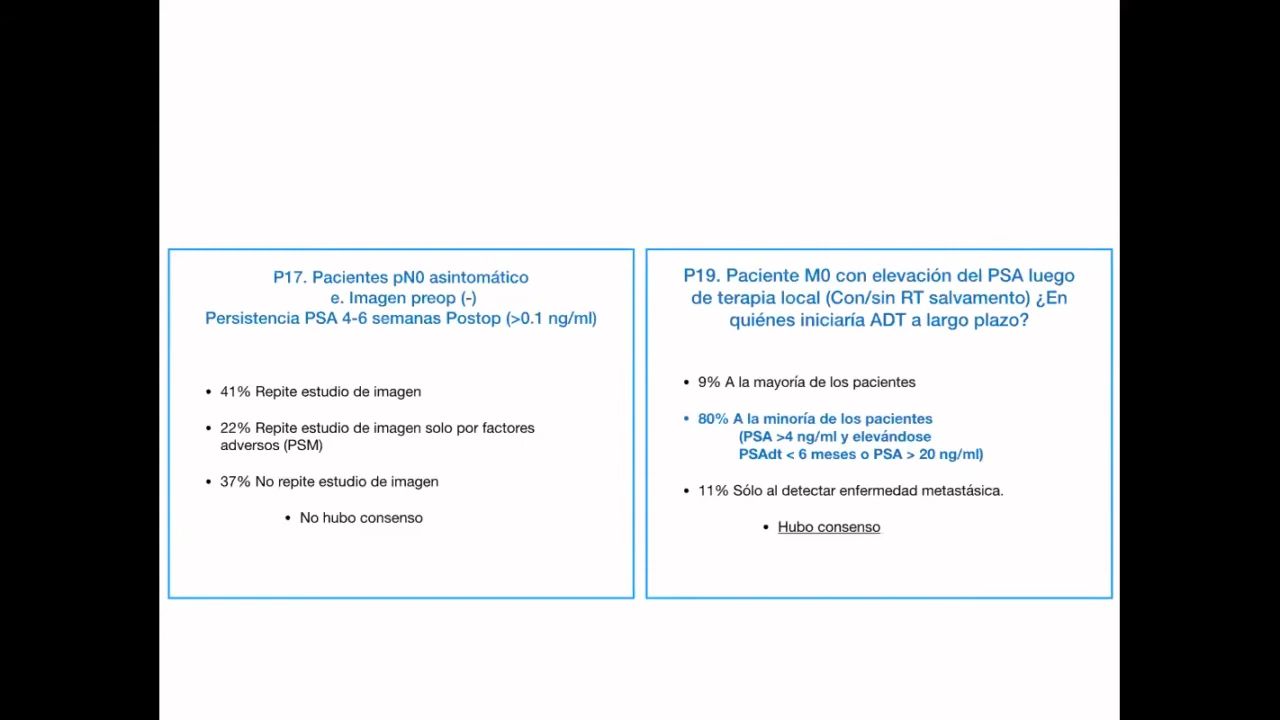 P17. Pacientes pN0 asintomático
e. Imagen preop (-)
Persistencia PSA 4-6 semanas Postop (>0.1 ng/ml)
• 41% Repite estudio de imagen
• 22% Repite estudio de imagen solo por factores
adversos (PSM)
• 37% No repite estudio de imagen
• No hubo consenso
P19. Paciente M0 con elevación del PSA luego
de terapia local (Con/sin RT salvamento) ¿En
quiénes iniciaría ADT a largo plazo?
• 9% A la mayoría de los pacientes
• 80% A la minoría de los pacientes
(PSA >4 ng/ml y elevándose
PSAdt < 6 meses o PSA > 20 ng/ml)
• 11% Sólo al detectar enfermedad metastásica.
• Hubo consenso